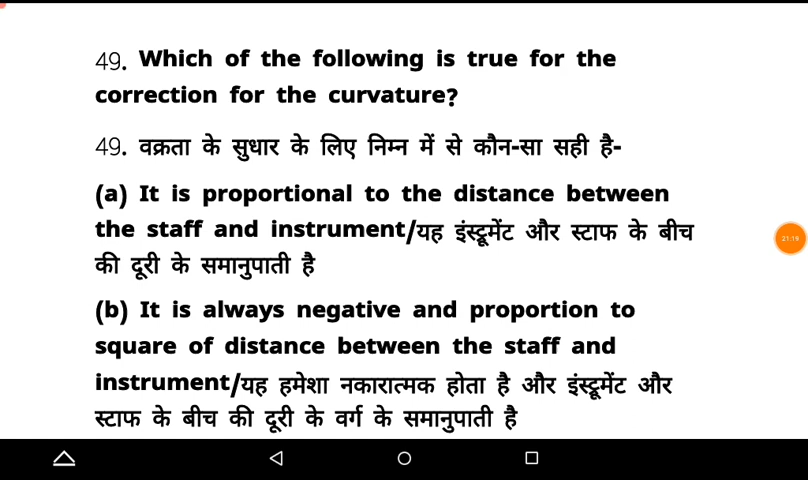 49. Which of the following is true for the
correction for the curvature?
49. वक्रता के सुधार के लिए निम्न में से कौन-सा सही है-
(a) It is proportional to the distance between
the staff and instrument/यह इंस्ट्रूमेंट और स्टाफ के बीच
की दूरी के समानुपाती है
(b) It is always negative and proportion to
square of distance between the staff and
instrument/यह हमेशा नकारात्मक होता है और इंस्ट्रूमेंट और
स्टाफ के बीच की दूरी के वर्ग के समानुपाती है
21:19